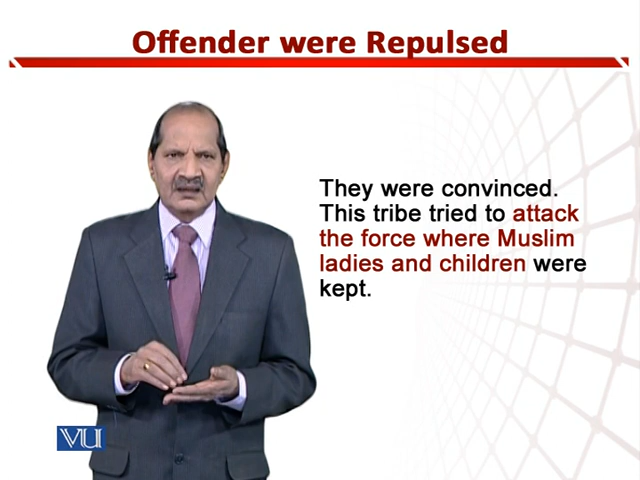 Offender were Repulsed
They were convinced.
This tribe tried to attack
the force where Muslim
ladies and children were
kept.
VU